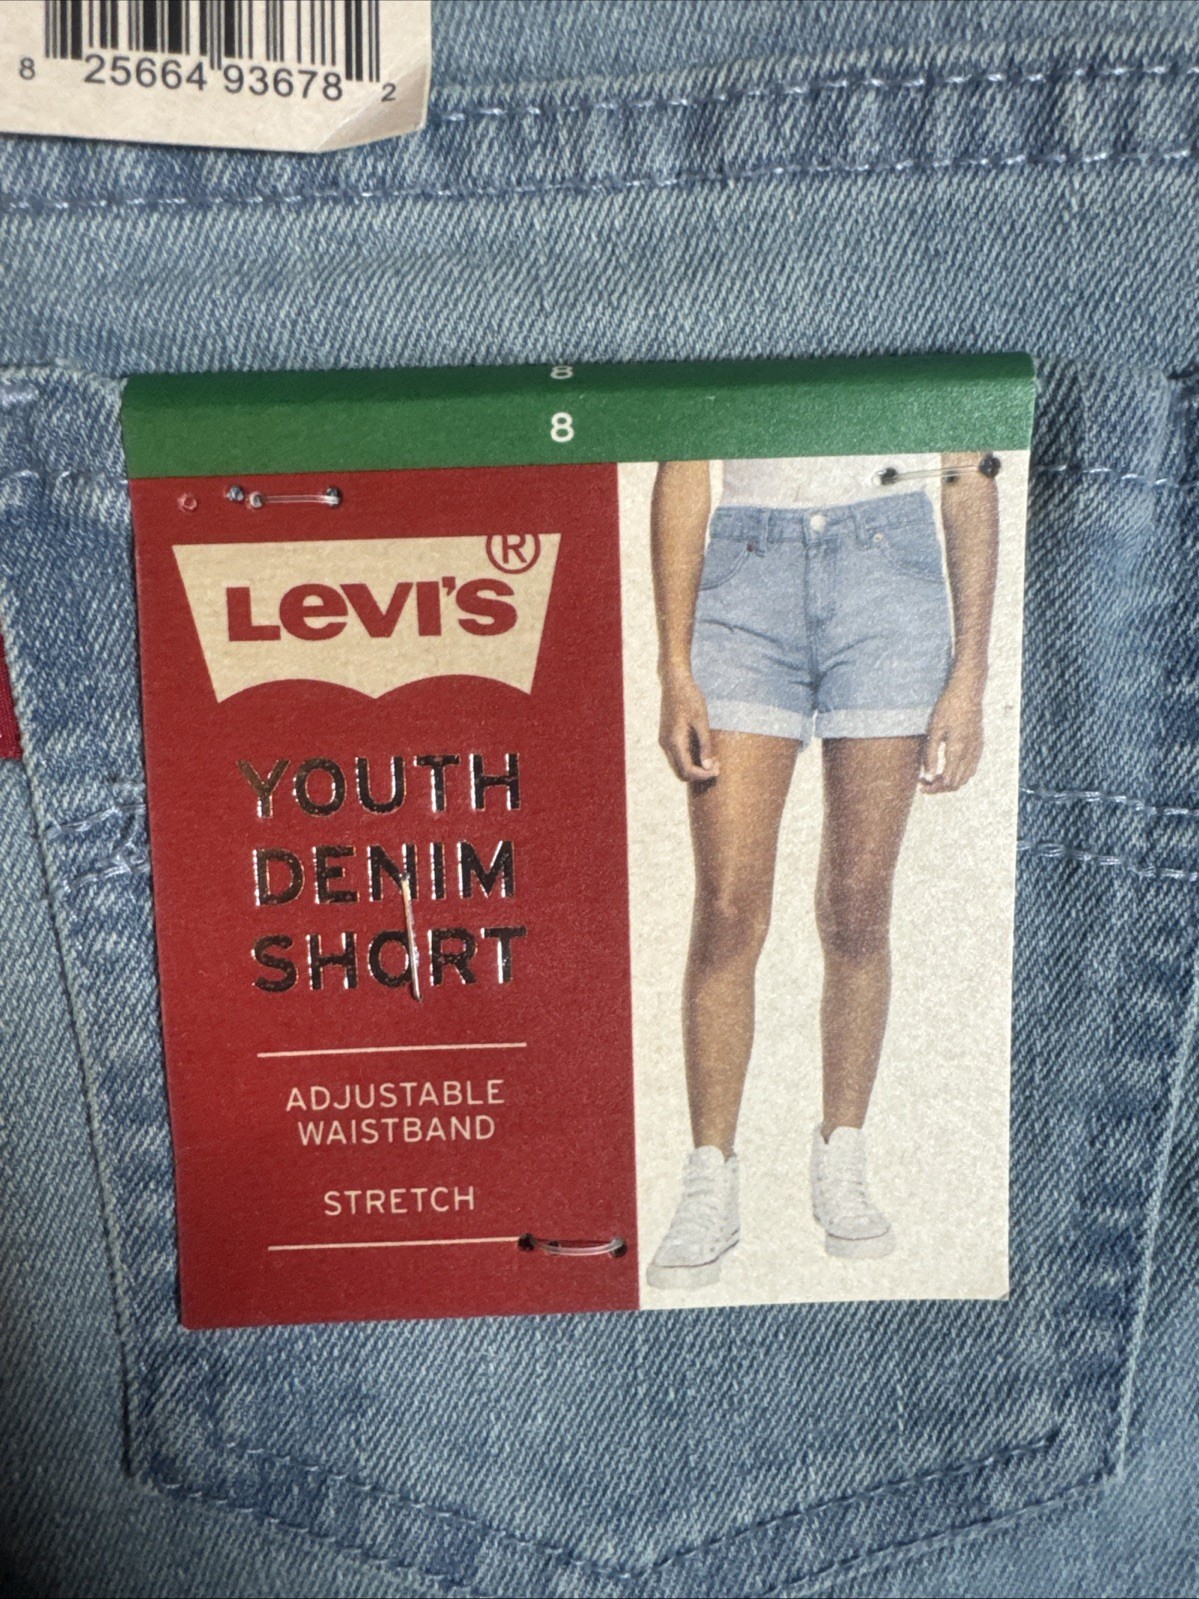 8 25664 93678 2
8
8
LEVI'S®
YOUTH
DENIM
SHORT
ADJUSTABLE
WAISTBAND
STRETCH